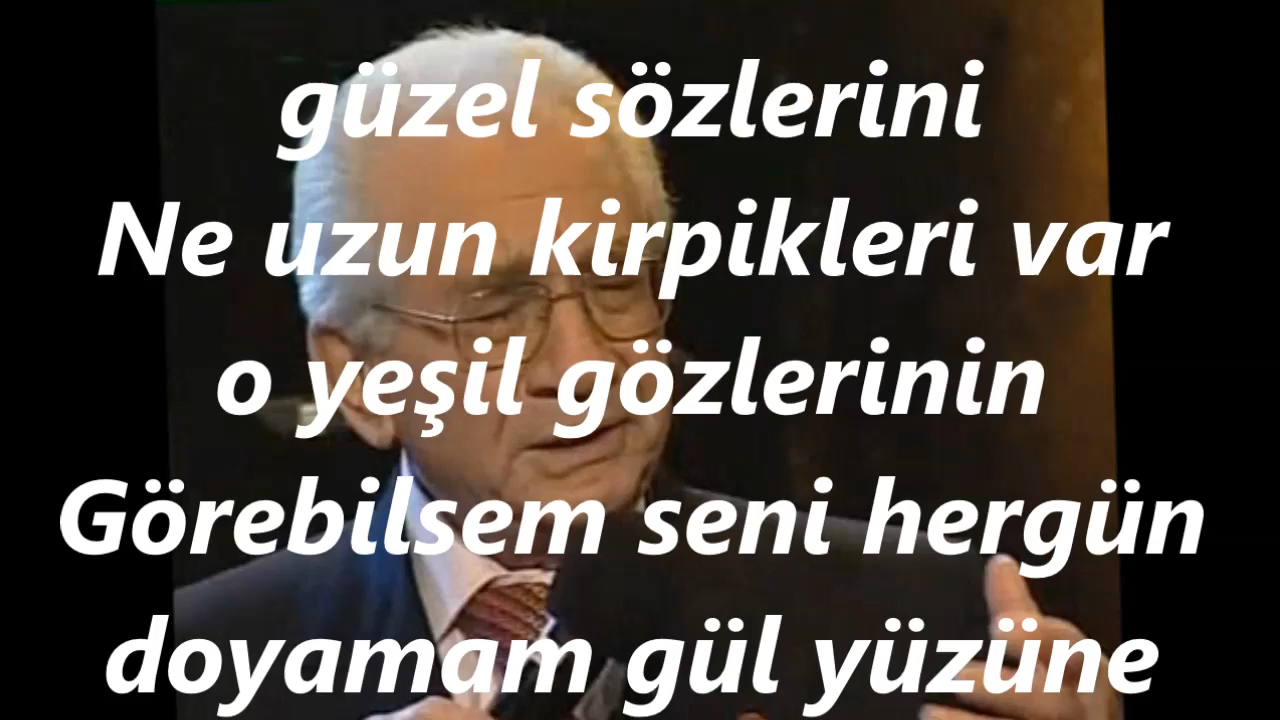 güzel sözlerini
Ne uzun kirpikleri var
o yeşil gözlerinin
Görebilsem seni hergün
doyamam gül yüzüne